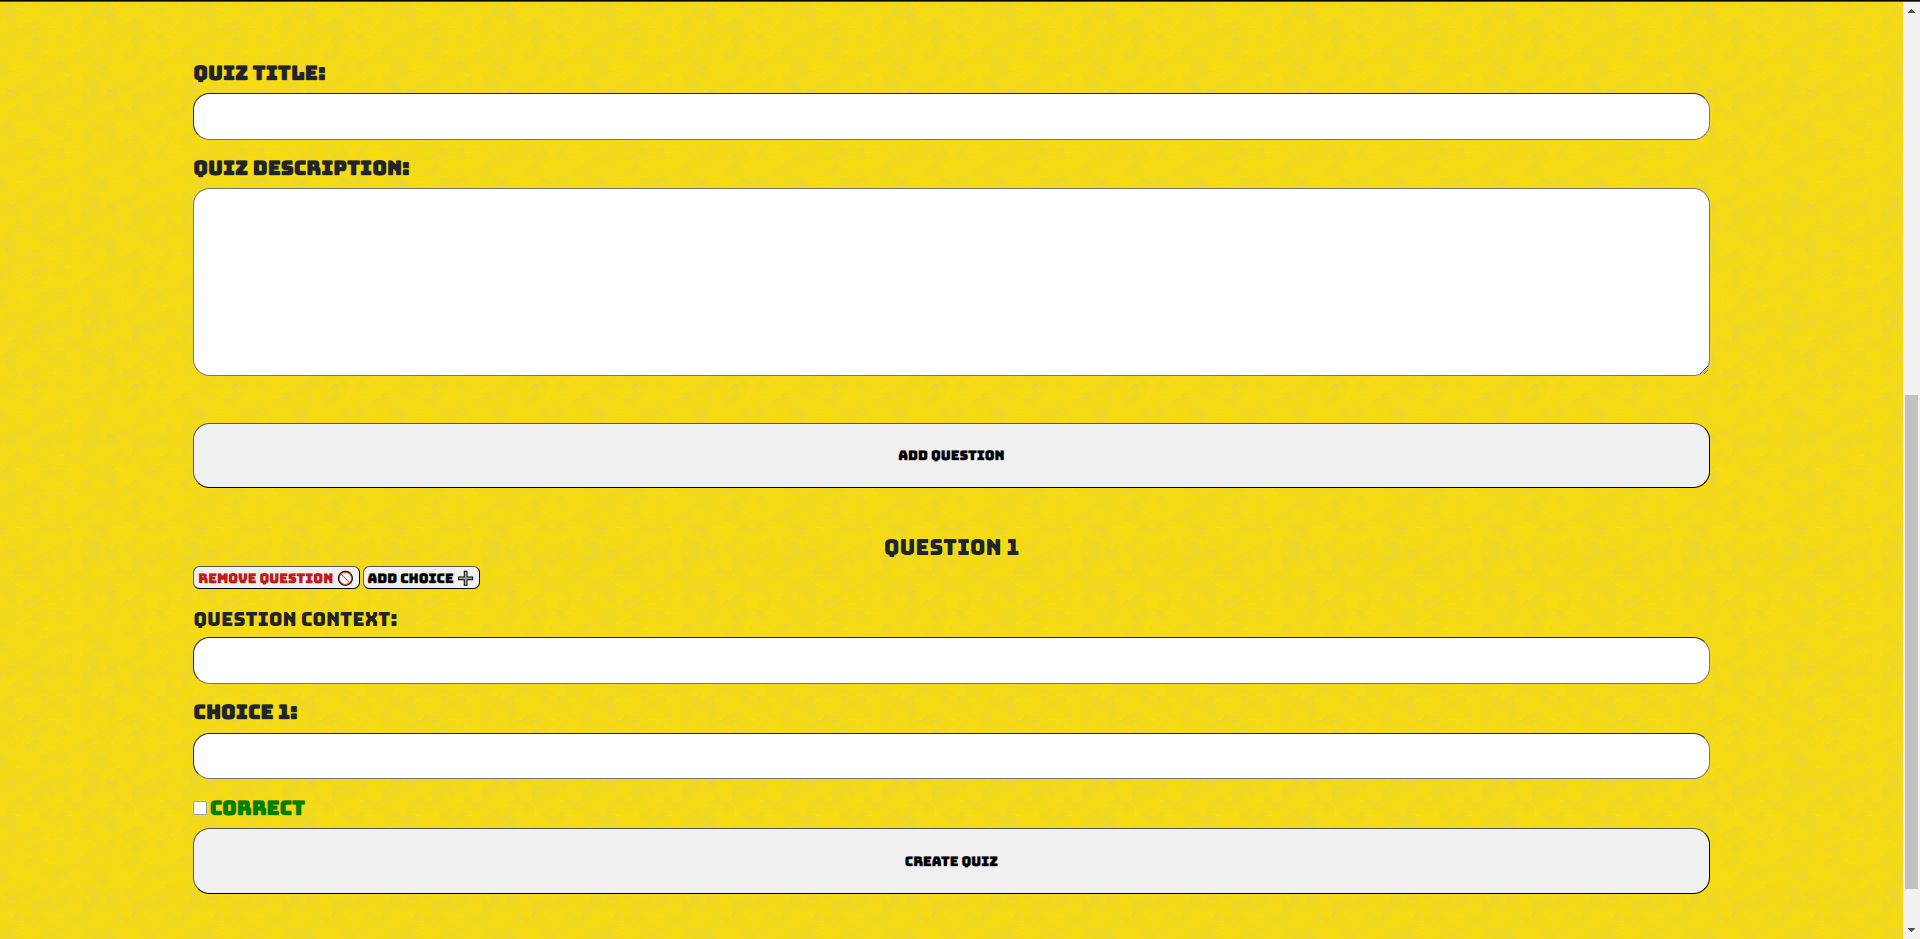 QUIZ TITLE:
QUIZ DESCRIPTION:
ADD QUESTION
QUESTION 1
REMOVE QUESTION ADD CHOICE
QUESTION CONTEXT:
CHOICE 1:
CORRECT
CREATE QUIZ